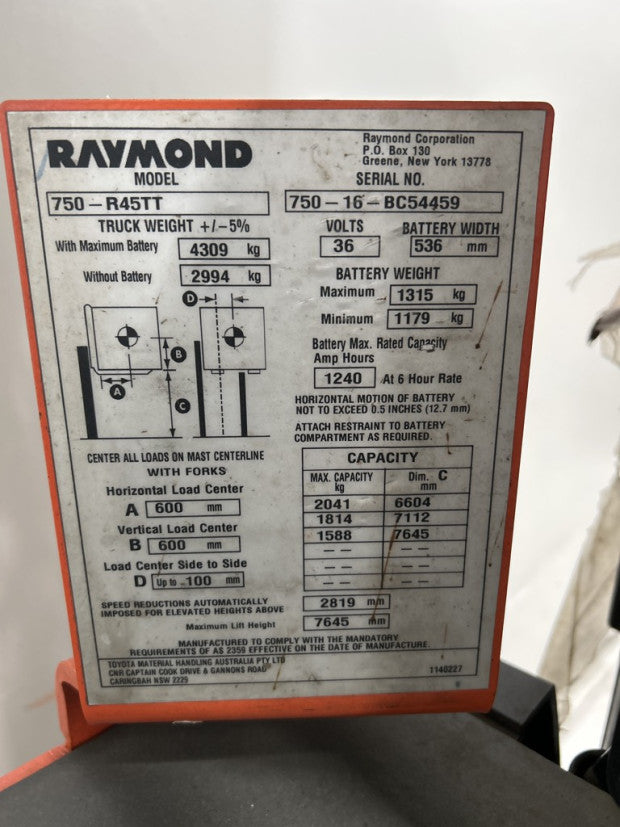 RAYMOND
Raymond Corporation
P.O. Box 130
Greene, New York 13778
MODEL
SERIAL NO.
750-R45TT
750-16-BC54459
TRUCK WEIGHT +/-5%
With Maximum Battery 4309 kg
Without Battery 2994 kg
VOLTS BATTERY WIDTH
36 536 mm
BATTERY WEIGHT
Maximum 1315 kg
Minimum 1179 kg
Battery Max. Rated Capacity
Amp Hours
1240 At 6 Hour Rate
HORIZONTAL MOTION OF BATTERY
NOT TO EXCEED 0.5 INCHES (12.7 mm)
ATTACH RESTRAINT TO BATTERY
COMPARTMENT AS REQUIRED.
D
B
A
C
CENTER ALL LOADS ON MAST CENTERLINE
WITH FORKS
Horizontal Load Center
A 600 mm
Vertical Load Center
B 600 mm
Load Center Side to Side
D Up to 100 mm
CAPACITY
MAX. CAPACITY Dim. C
kg mm
2041 6604
1814 7112
1588 7645
-- --
-- --
-- --
SPEED REDUCTIONS AUTOMATICALLY
IMPOSED FOR ELEVATED HEIGHTS ABOVE 2819 mm
Maximum Lift Height 7645 mm
MANUFACTURED TO COMPLY WITH THE MANDATORY
REQUIREMENTS OF AS 2359 EFFECTIVE ON THE DATE OF MANUFACTURE.
TOYOTA MATERIAL HANDLING AUSTRALIA PTY LTD
CNR CAPTAIN COOK DRIVE & GANNONS ROAD
CARINGBAH NSW 2229
1140227